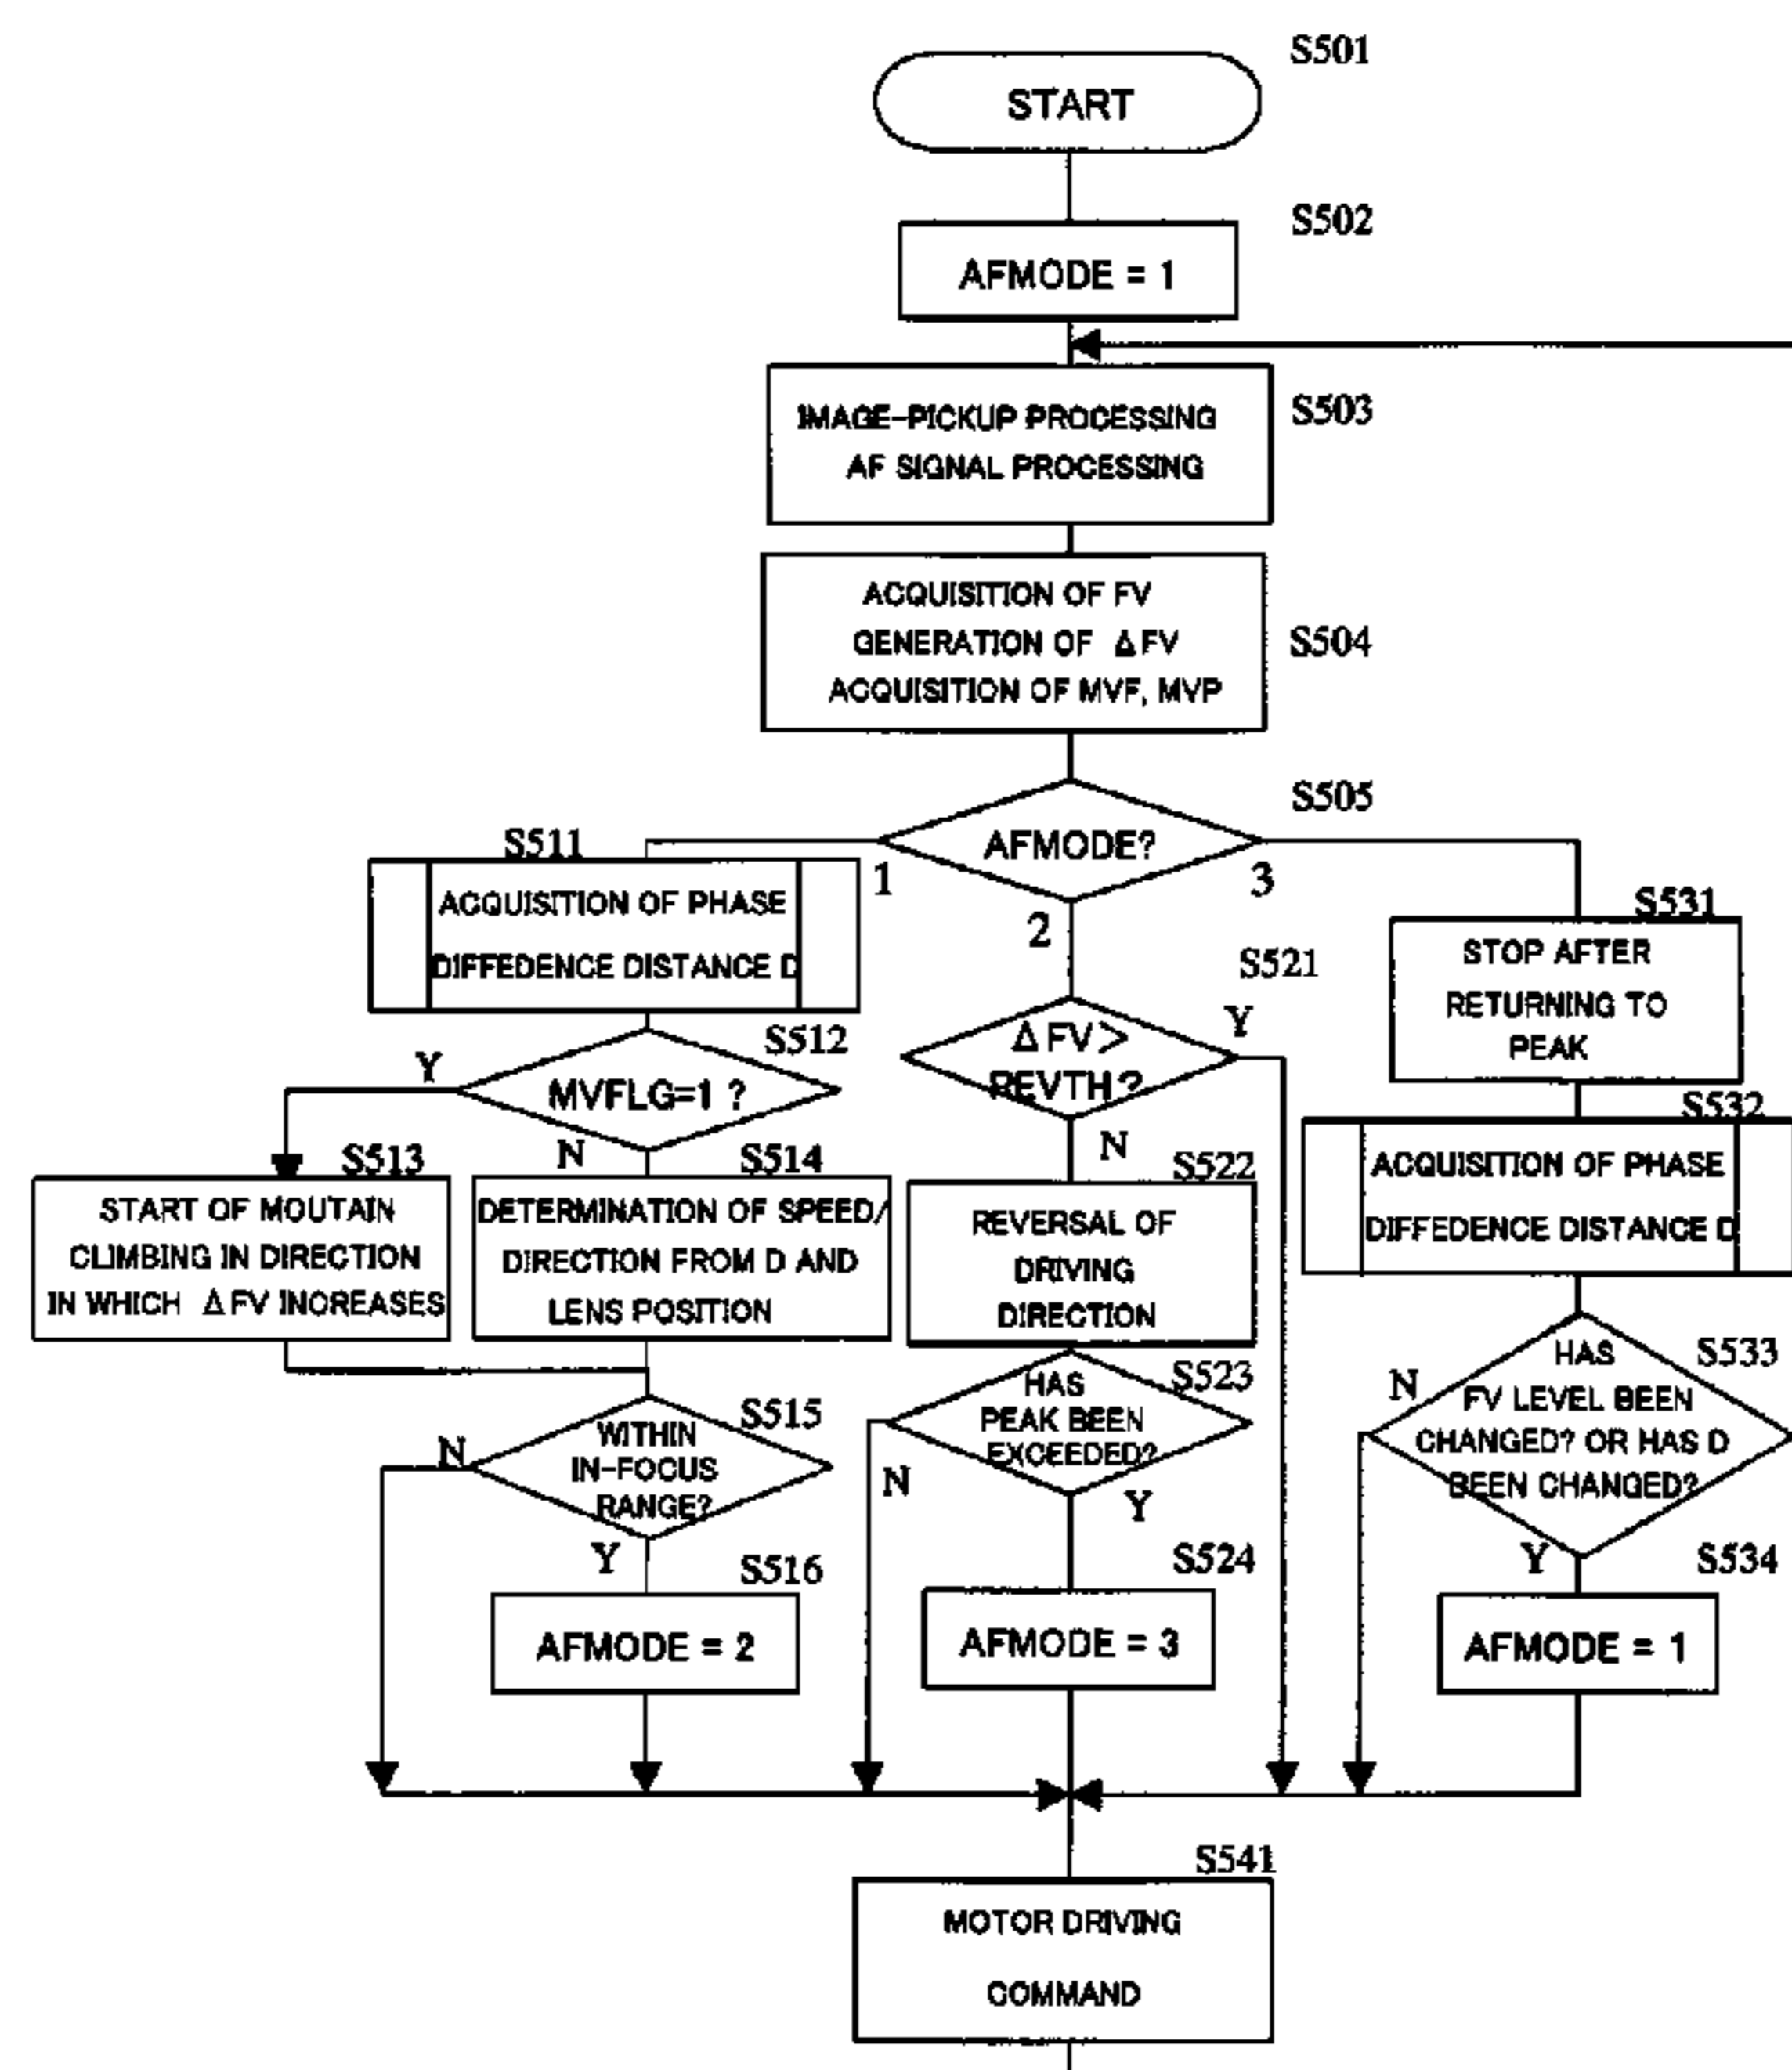 S501
START
S502
AFMODE = 1
S503
IMAGE-PICKUP PROCESSING
AF SIGNAL PROCESSING
S504
ACQUISITION OF FV
GENERATION OF ΔFV
ACQUISITION OF MVF, MVP
S505
AFMODE?
1
2
3
S511
ACQUISITION OF PHASE
DIFFEDENCE DISTANCE D
S512
MVFLG=1 ?
Y
N
S513
START OF MOUTAIN
CLIMBING IN DIRECTION
IN WHICH ΔFV INCREASES
S514
DETERMINATION OF SPEED/
DIRECTION FROM D AND
LENS POSITION
S515
WITHIN
IN-FOCUS
RANGE?
N
Y
S516
AFMODE = 2
S521
ΔFV>
REVTH?
Y
N
S522
REVERSAL OF
DRIVING
DIRECTION
S523
HAS
PEAK BEEN
EXCEEDED?
N
Y
S524
AFMODE = 3
S531
STOP AFTER
RETURNING TO
PEAK
S532
ACQUISITION OF PHASE
DIFFEDENCE DISTANCE D
S533
HAS
FV LEVEL BEEN
CHANGED? OR HAS D
BEEN CHANGED?
N
Y
S534
AFMODE = 1
S541
MOTOR DRIVING
COMMAND